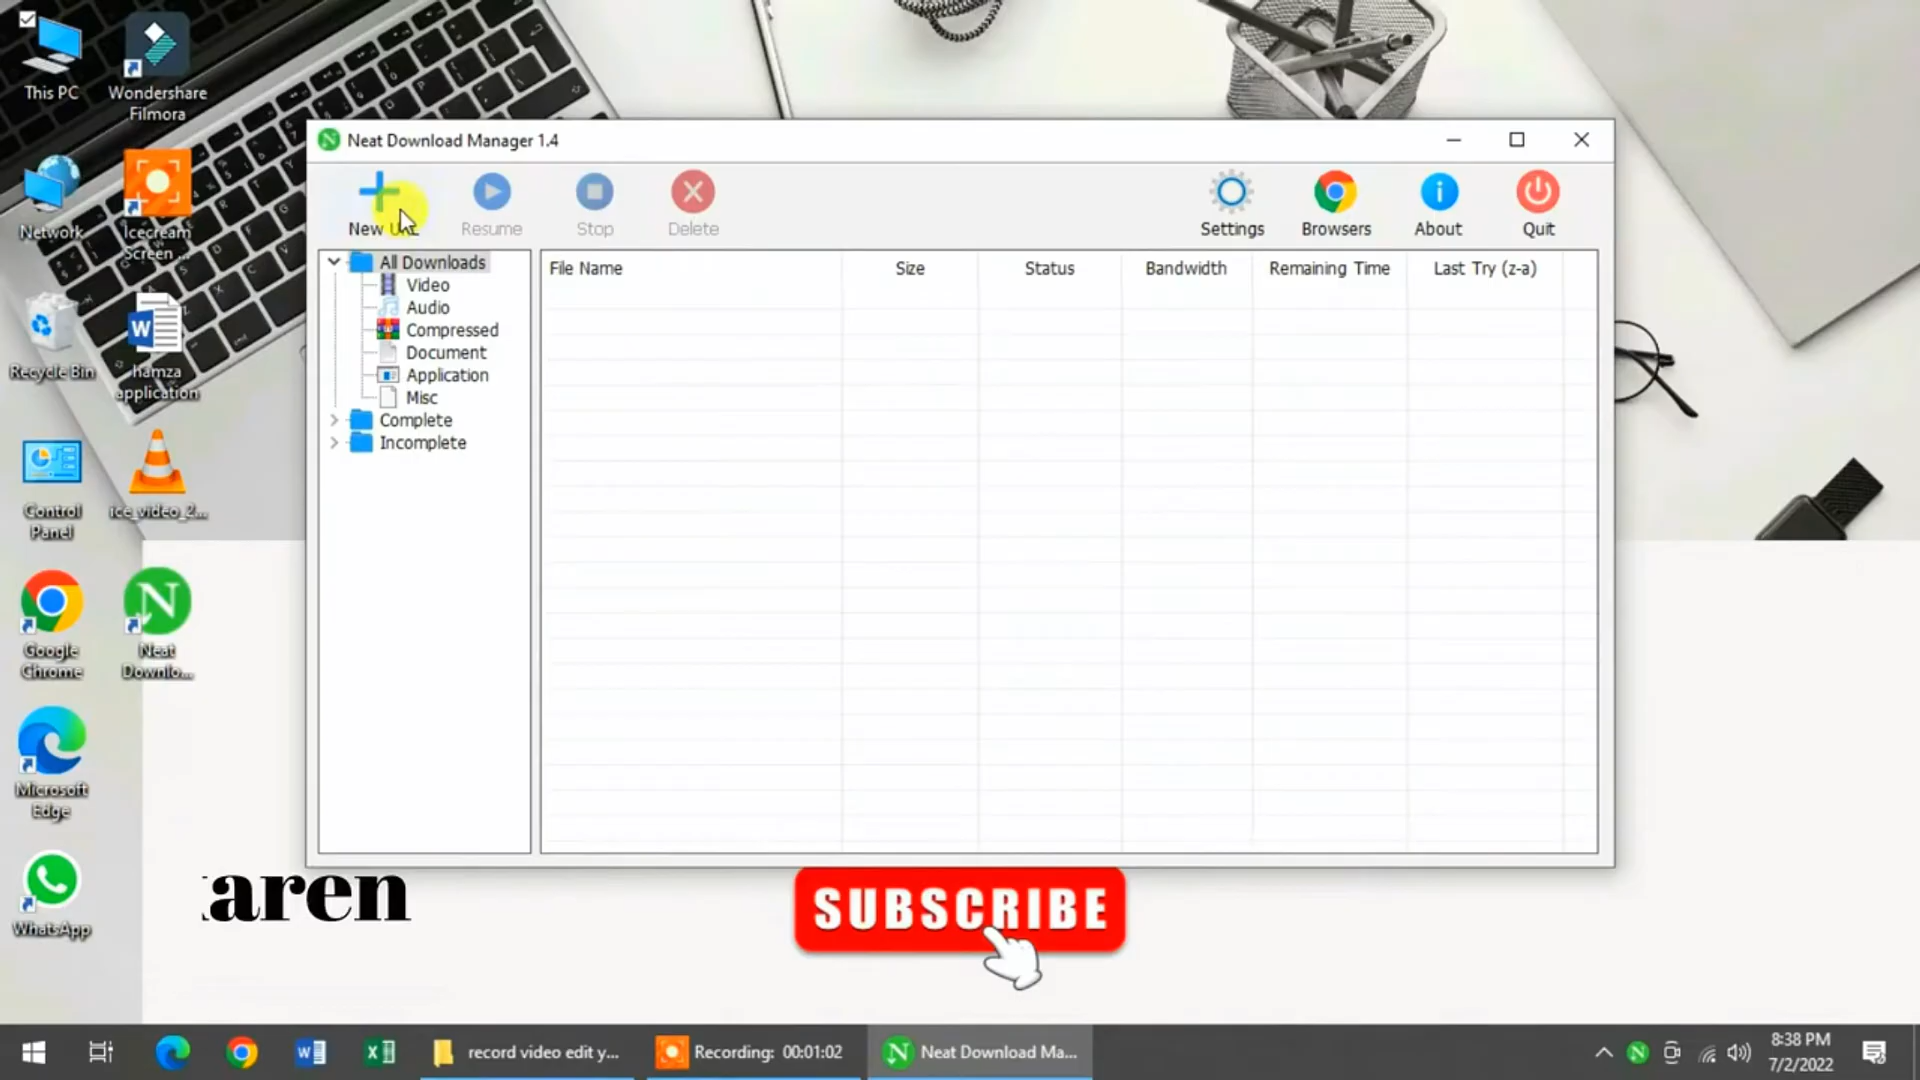 This PC
Wondershare
Filmora
Network
Icecream
Screen ...
Recycle Bin
hamza
application
Control
Panel
ice_video_2...
Google
Chrome
Neat
Downlo...
Microsoft
Edge
WhatsApp
Neat Download Manager 1.4
New
Resume
Stop
Delete
Settings
Browsers
About
Quit
All Downloads
Video
Audio
Compressed
Document
Application
Misc
Complete
Incomplete
File Name
Size
Status
Bandwidth
Remaining Time
Last Try (z-a)
aren
SUBSCRIBE
record video edit y...
Recording: 00:01:02
Neat Download Ma...
8:38 PM
7/2/2022